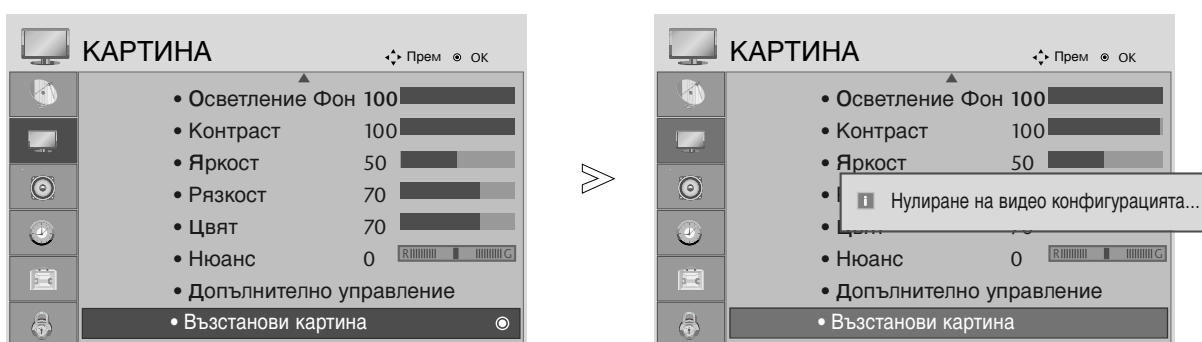 КАРТИНА
Прем OK
• Осветление Фон 100
• Контраст 100
• Яркост 50
• Рязкост 70
• Цвят 70
• Нюанс 0 R G
• Допълнително управление
• Възстанови картина
КАРТИНА
Прем OK
• Осветление Фон 100
• Контраст 100
• Яркост 50
Нулиране на видео конфигурацията...
• Нюанс 0 R G
• Допълнително управление
• Възстанови картина